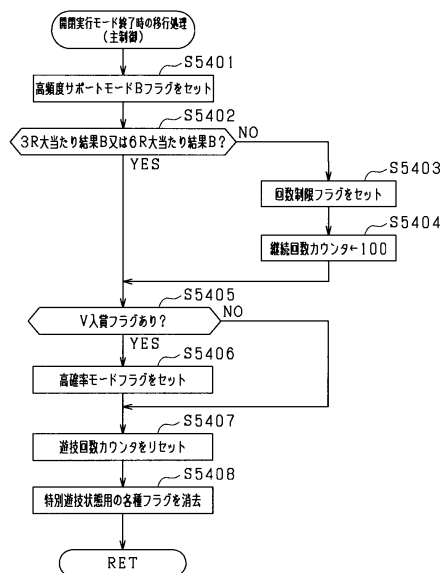 開閉実行モード終了時の移行処理
(主制御)
S5401
高頻度サポートモードBフラグをセット
S5402
3R大当たり結果B又は6R大当たり結果B?
NO
YES
S5403
回数制限フラグをセット
S5404
継続回数カウンタ←100
S5405
V入賞フラグあり?
NO
YES
S5406
高確率モードフラグをセット
S5407
遊技回数カウンタをリセット
S5408
特別遊技状態用の各種フラグを消去
RET